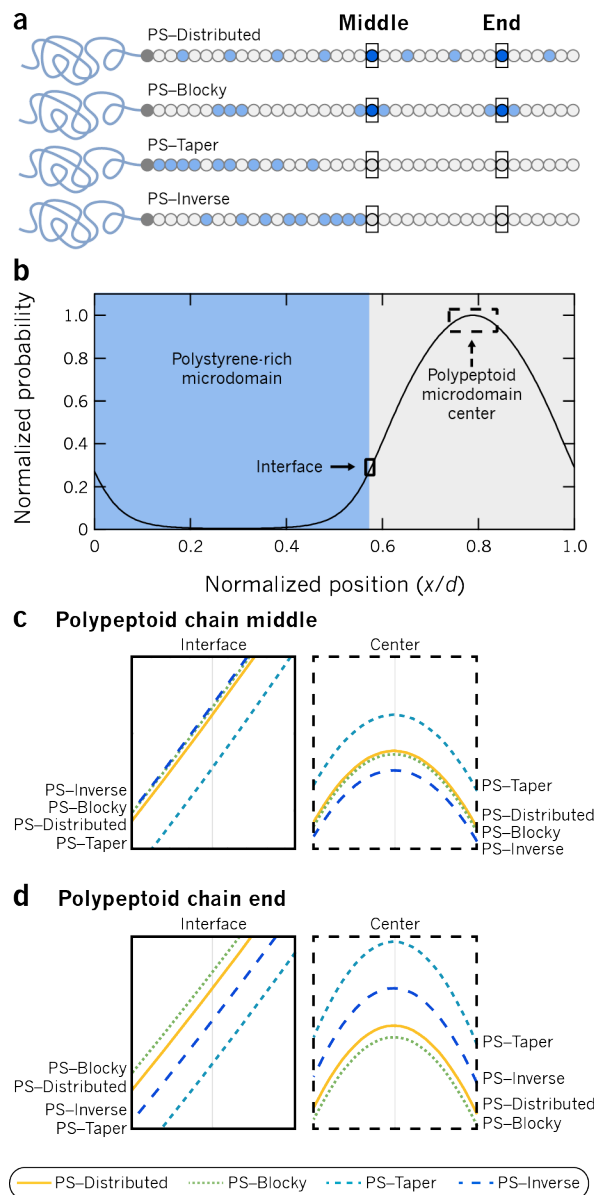 a
Middle
End
PS–Distributed
PS–Blocky
PS–Taper
PS–Inverse
b
Normalized probability
1.0
0.8
0.6
0.4
0.2
0
Polystyrene-rich
microdomain
Interface
Polypeptoid
microdomain
center
0
0.2
0.4
0.6
0.8
1.0
Normalized position (x/d)
c
Polypeptoid chain middle
Interface
Center
PS–Inverse
PS–Blocky
PS–Distributed
PS–Taper
PS–Taper
PS–Distributed
PS–Blocky
PS–Inverse
d
Polypeptoid chain end
Interface
Center
PS–Blocky
PS–Distributed
PS–Inverse
PS–Taper
PS–Taper
PS–Inverse
PS–Distributed
PS–Blocky
PS–Distributed
PS–Blocky
PS–Taper
PS–Inverse